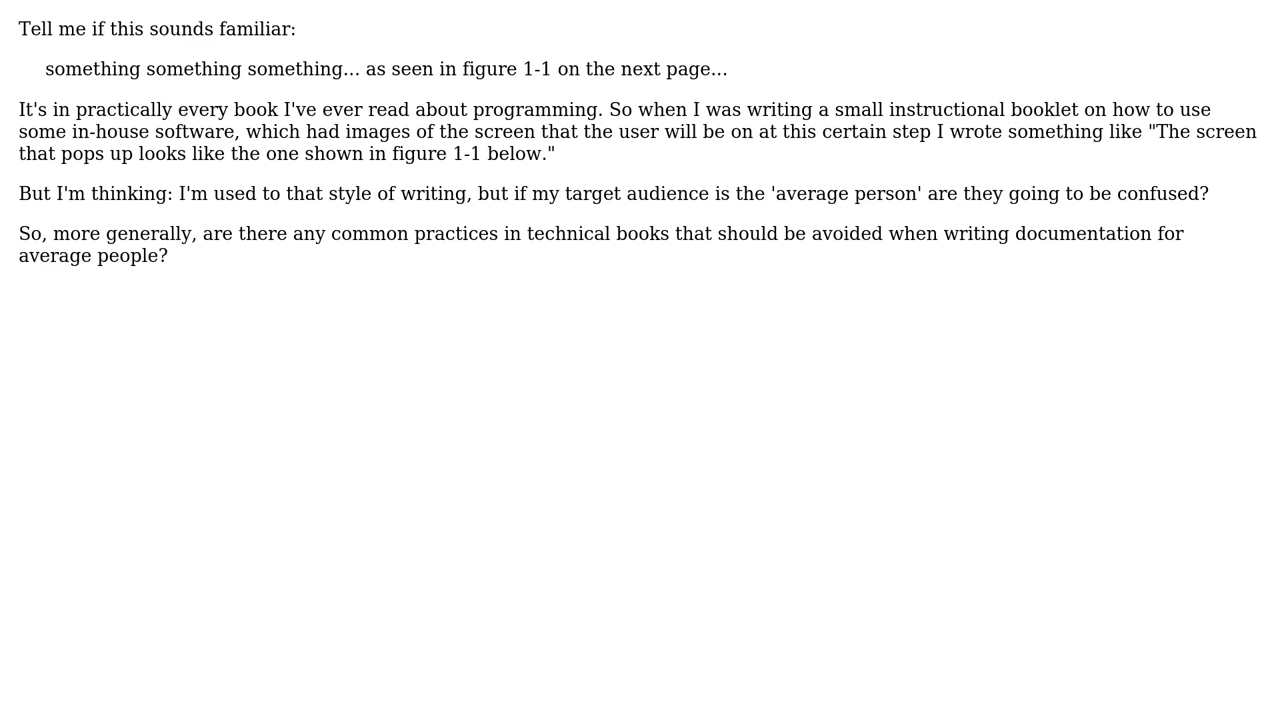 Tell me if this sounds familiar:
something something something... as seen in figure 1-1 on the next page...
It's in practically every book I've ever read about programming. So when I was writing a small instructional booklet on how to use
some in-house software, which had images of the screen that the user will be on at this certain step I wrote something like "The screen
that pops up looks like the one shown in figure 1-1 below."
But I'm thinking: I'm used to that style of writing, but if my target audience is the 'average person' are they going to be confused?
So, more generally, are there any common practices in technical books that should be avoided when writing documentation for
average people?